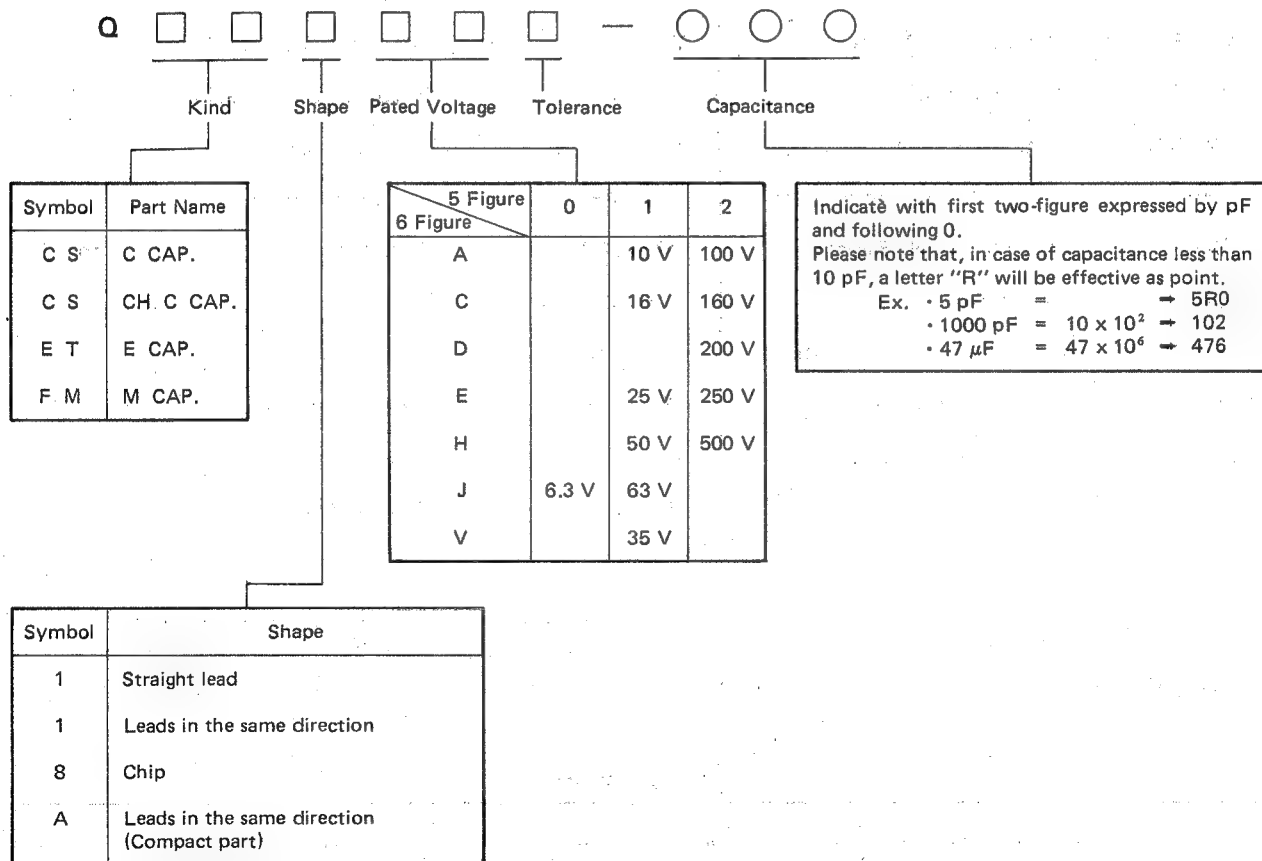 Q □ □ □ □ □ □ — ○ ○ ○
Kind Shape Pated Voltage Tolerance Capacitance
Symbol Part Name
C S C CAP.
C S CH. C CAP.
E T E CAP.
F M M CAP.
5 Figure 0 1 2
6 Figure
A 10 V 100 V
C 16 V 160 V
D 200 V
E 25 V 250 V
H 50 V 500 V
J 6.3 V 63 V
V 35 V
Indicate with first two-figure expressed by pF
and following 0.
Please note that, in case of capacitance less than
10 pF, a letter "R" will be effective as point.
Ex. · 5 pF = → 5R0
· 1000 pF = 10 x 10² → 102
· 47 μF = 47 x 10⁶ → 476
Symbol Shape
1 Straight lead
1 Leads in the same direction
8 Chip
A Leads in the same direction
(Compact part)